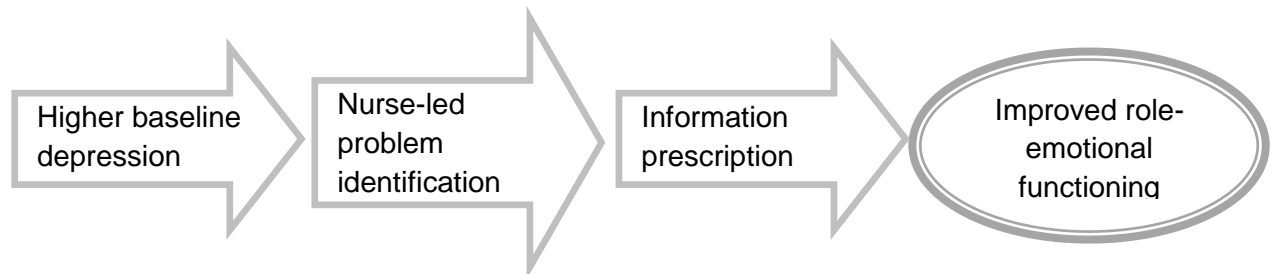 Higher baseline
depression
Nurse-led
problem
identification
Information
prescription
Improved role-
emotional
functioning